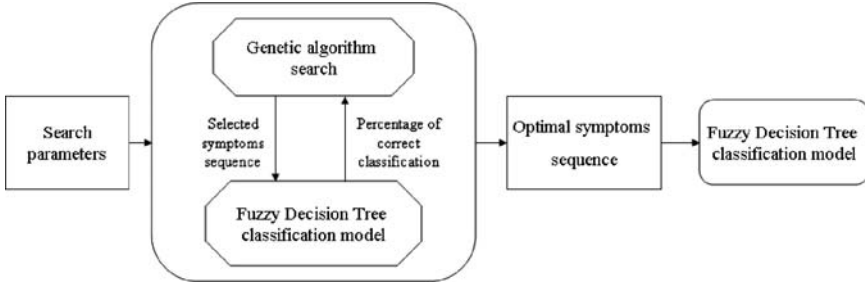 Search
parameters
Genetic algorithm
search
Selected
symptoms
sequence
Percentage of
correct
classification
Fuzzy Decision Tree
classification model
Optimal symptoms
sequence
Fuzzy Decision Tree
classification model